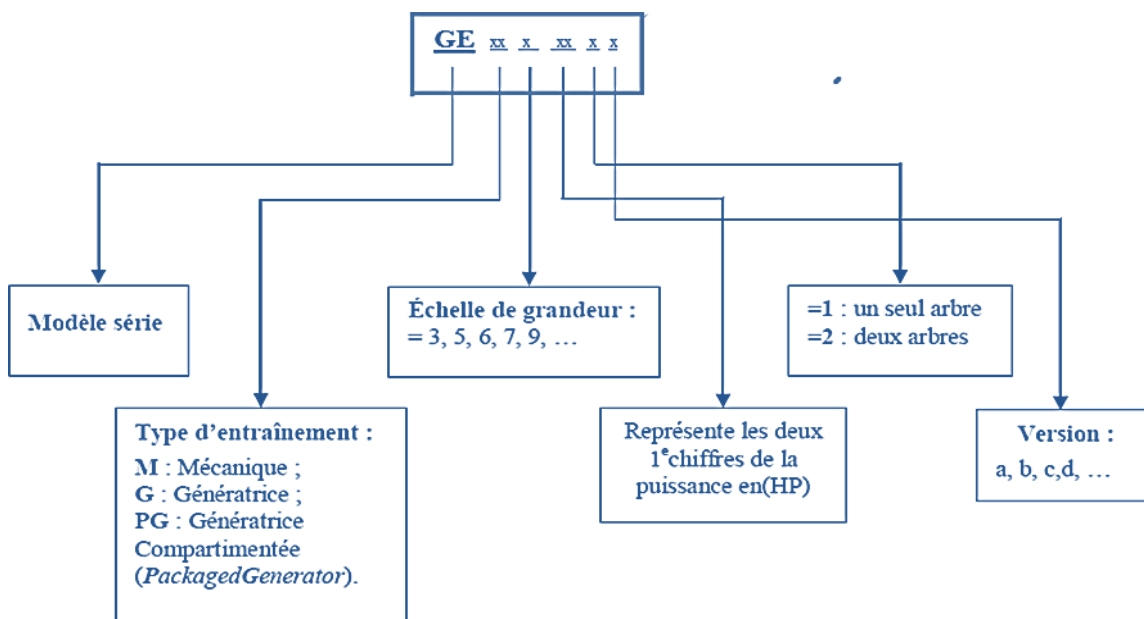 GE xx x xx x x
Modèle série
Échelle de grandeur :
= 3, 5, 6, 7, 9, …
=1 : un seul arbre
=2 : deux arbres
Type d’entraînement :
M : Mécanique ;
G : Génératrice ;
PG : Génératrice
Compartimentée
(PackagedGenerator).
Représente les deux
1echiffres de la
puissance en(HP)
Version :
a, b, c,d, …